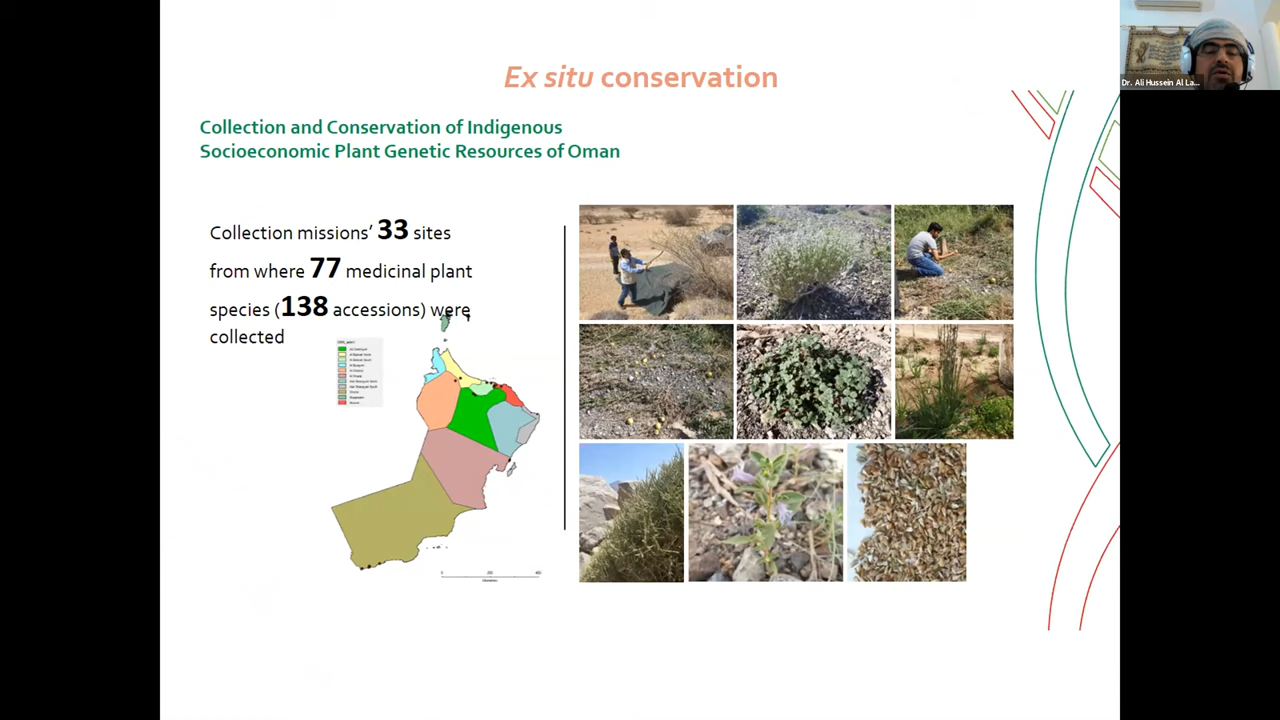 Ex situ conservation
Dr. Ali Hussein Al La...
Collection and Conservation of Indigenous
Socioeconomic Plant Genetic Resources of Oman
Collection missions’ 33 sites
from where 77 medicinal plant
species (138 accessions) were
collected